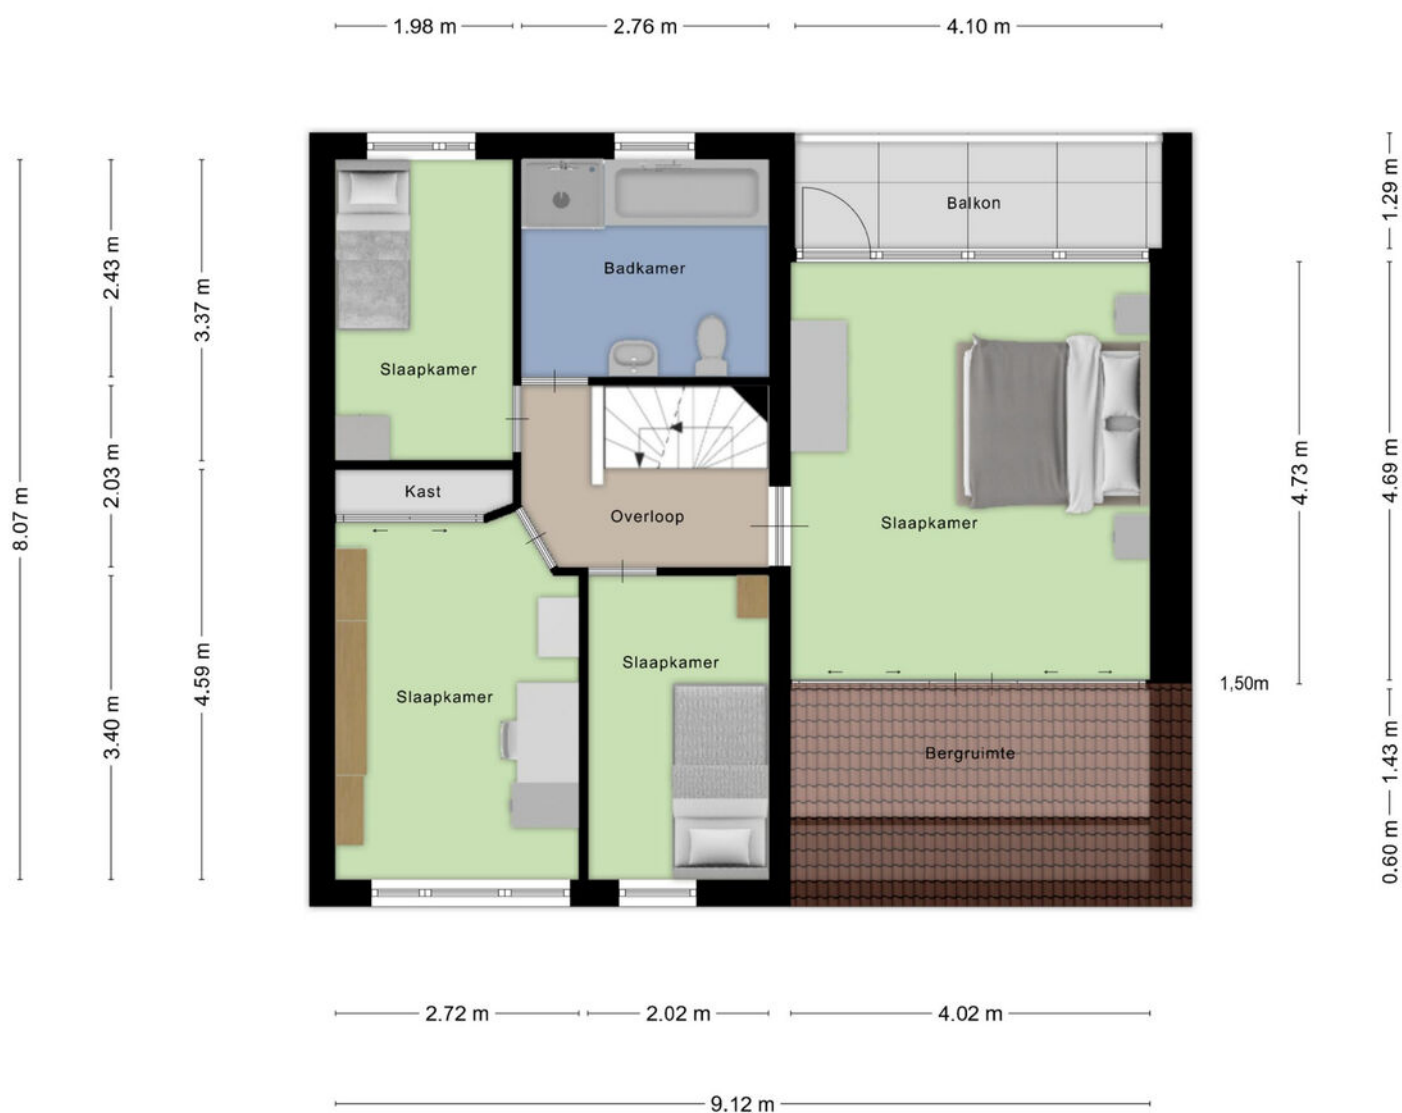 1.98 m
2.76 m
4.10 m
8.07 m
2.43 m
2.03 m
3.40 m
3.37 m
4.59 m
Balkon
Badkamer
Slaapkamer
Kast
Overloop
Slaapkamer
Slaapkamer
Slaapkamer
Bergruimte
1.29 m
4.73 m
4.69 m
1,50m
1.43 m
0.60 m
2.72 m
2.02 m
4.02 m
9.12 m